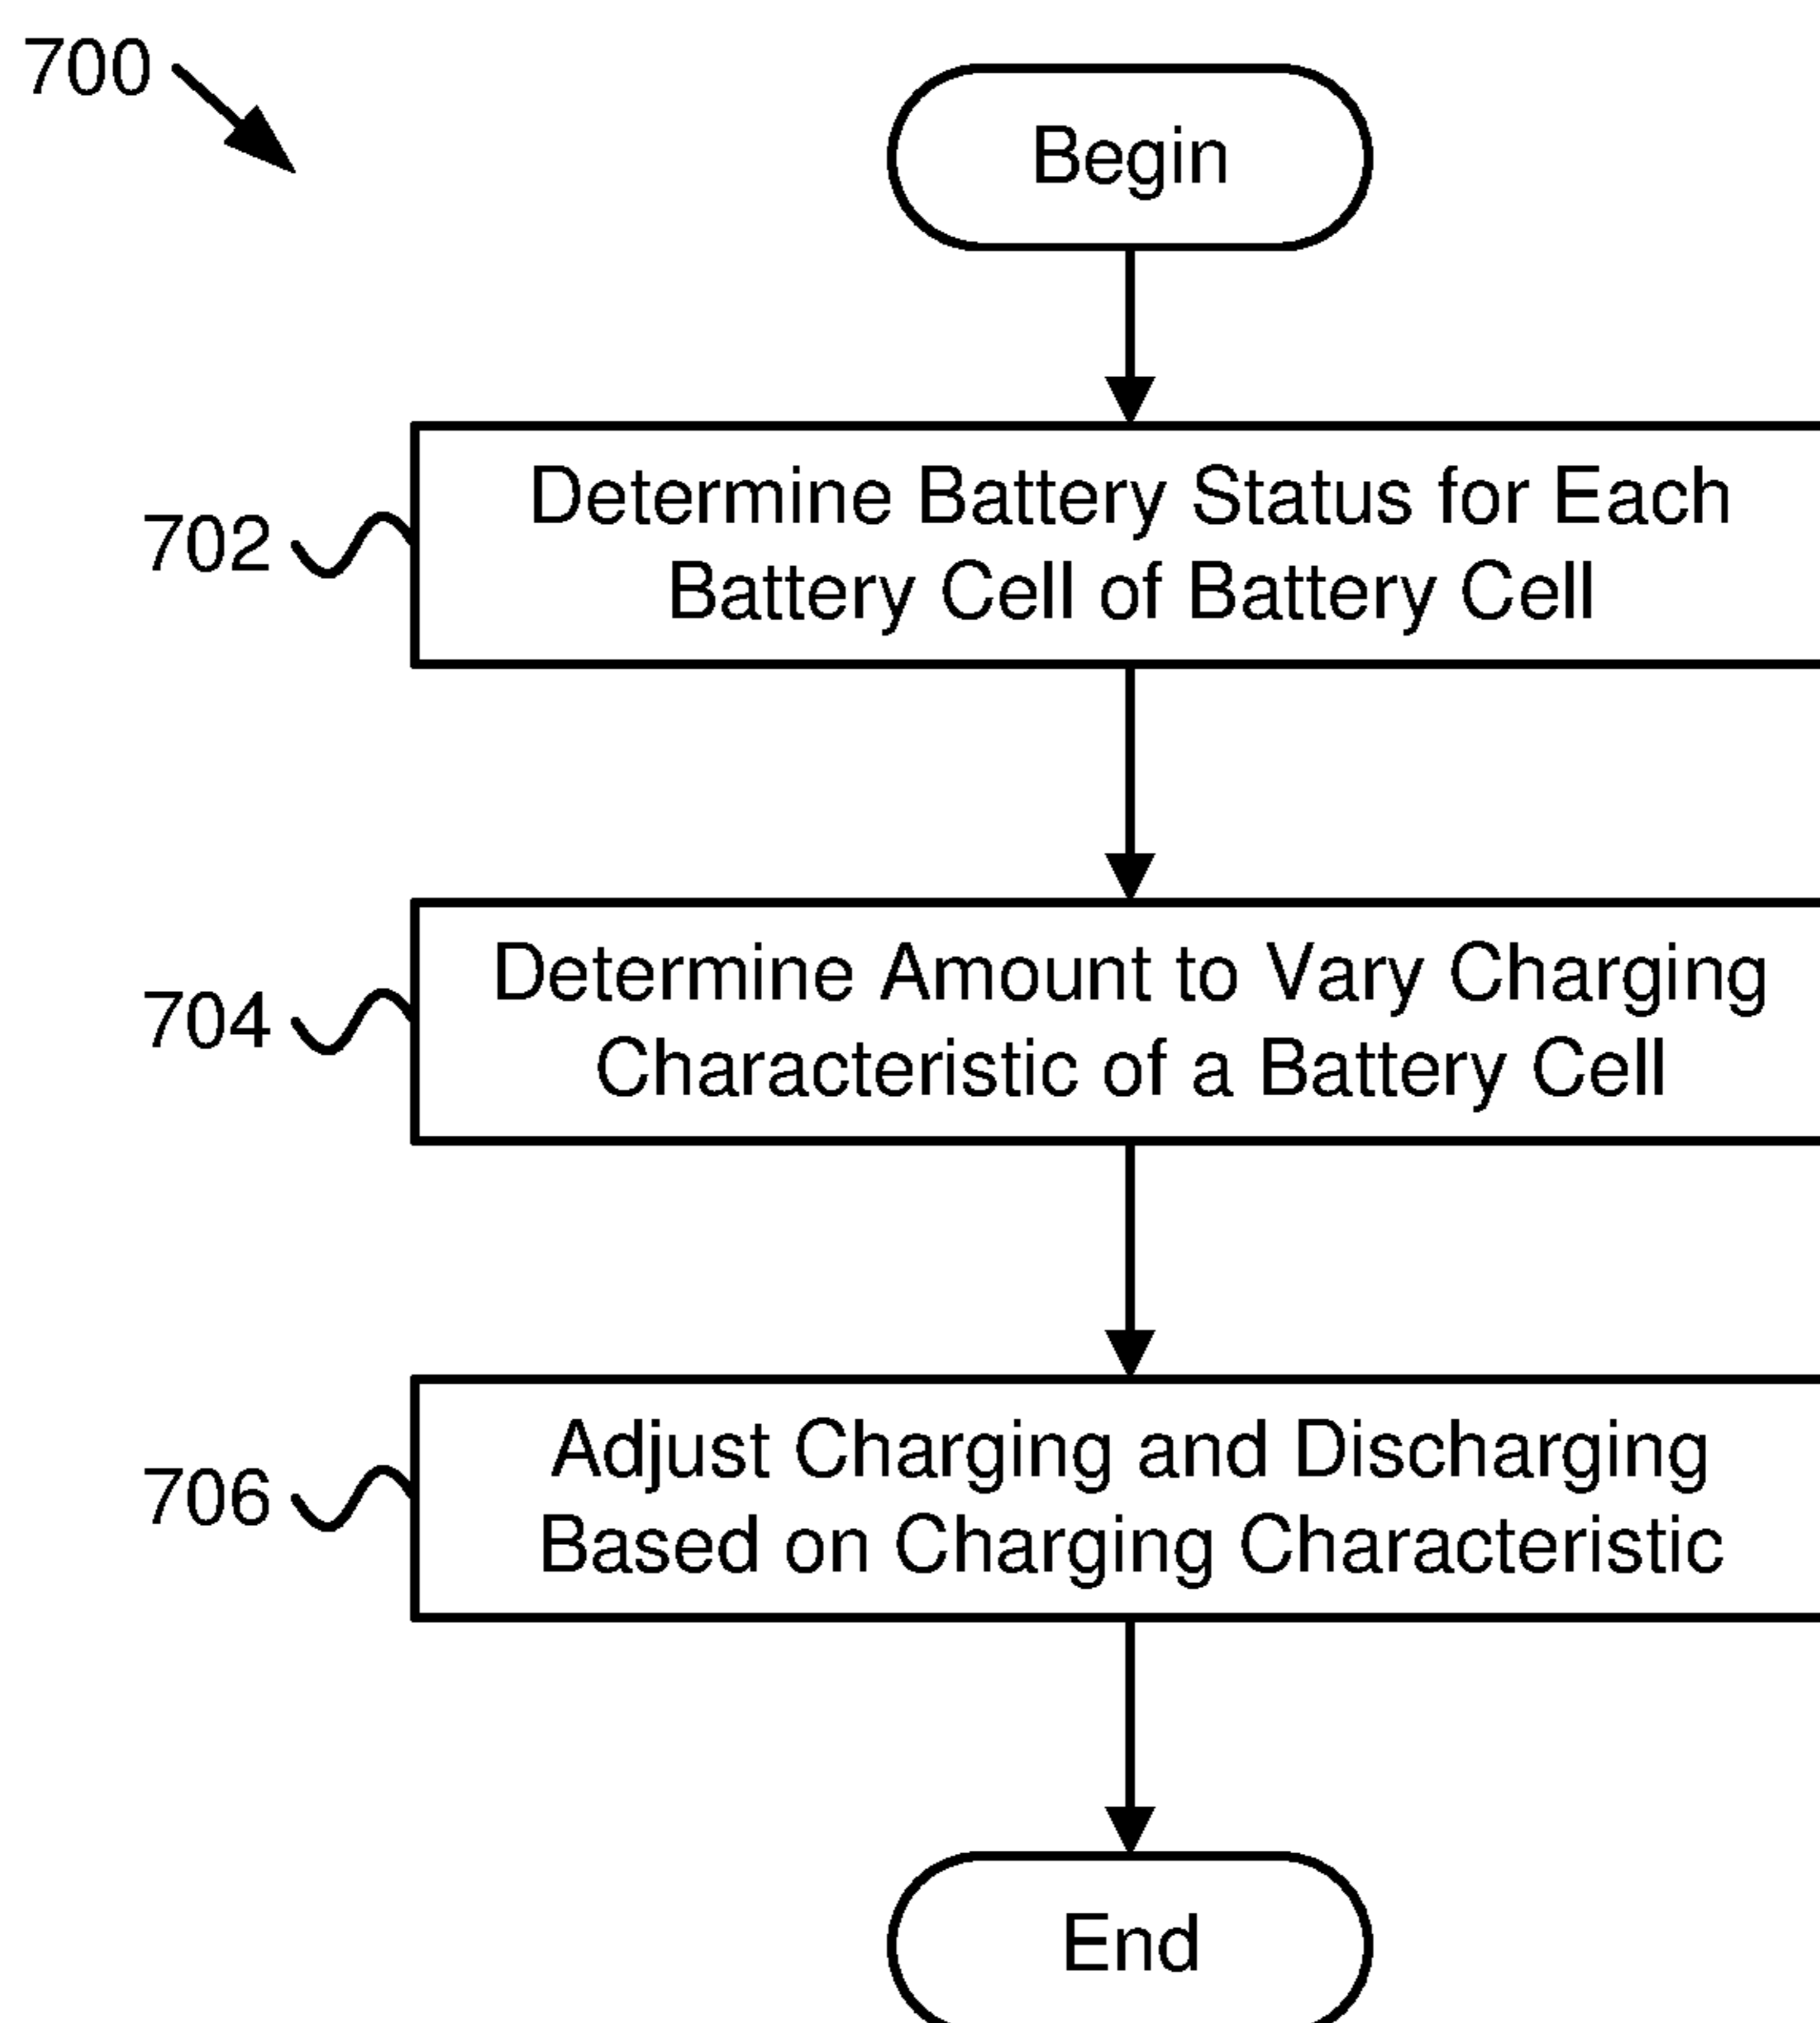 700
Begin
702
Determine Battery Status for Each
Battery Cell of Battery Cell
704
Determine Amount to Vary Charging
Characteristic of a Battery Cell
706
Adjust Charging and Discharging
Based on Charging Characteristic
End